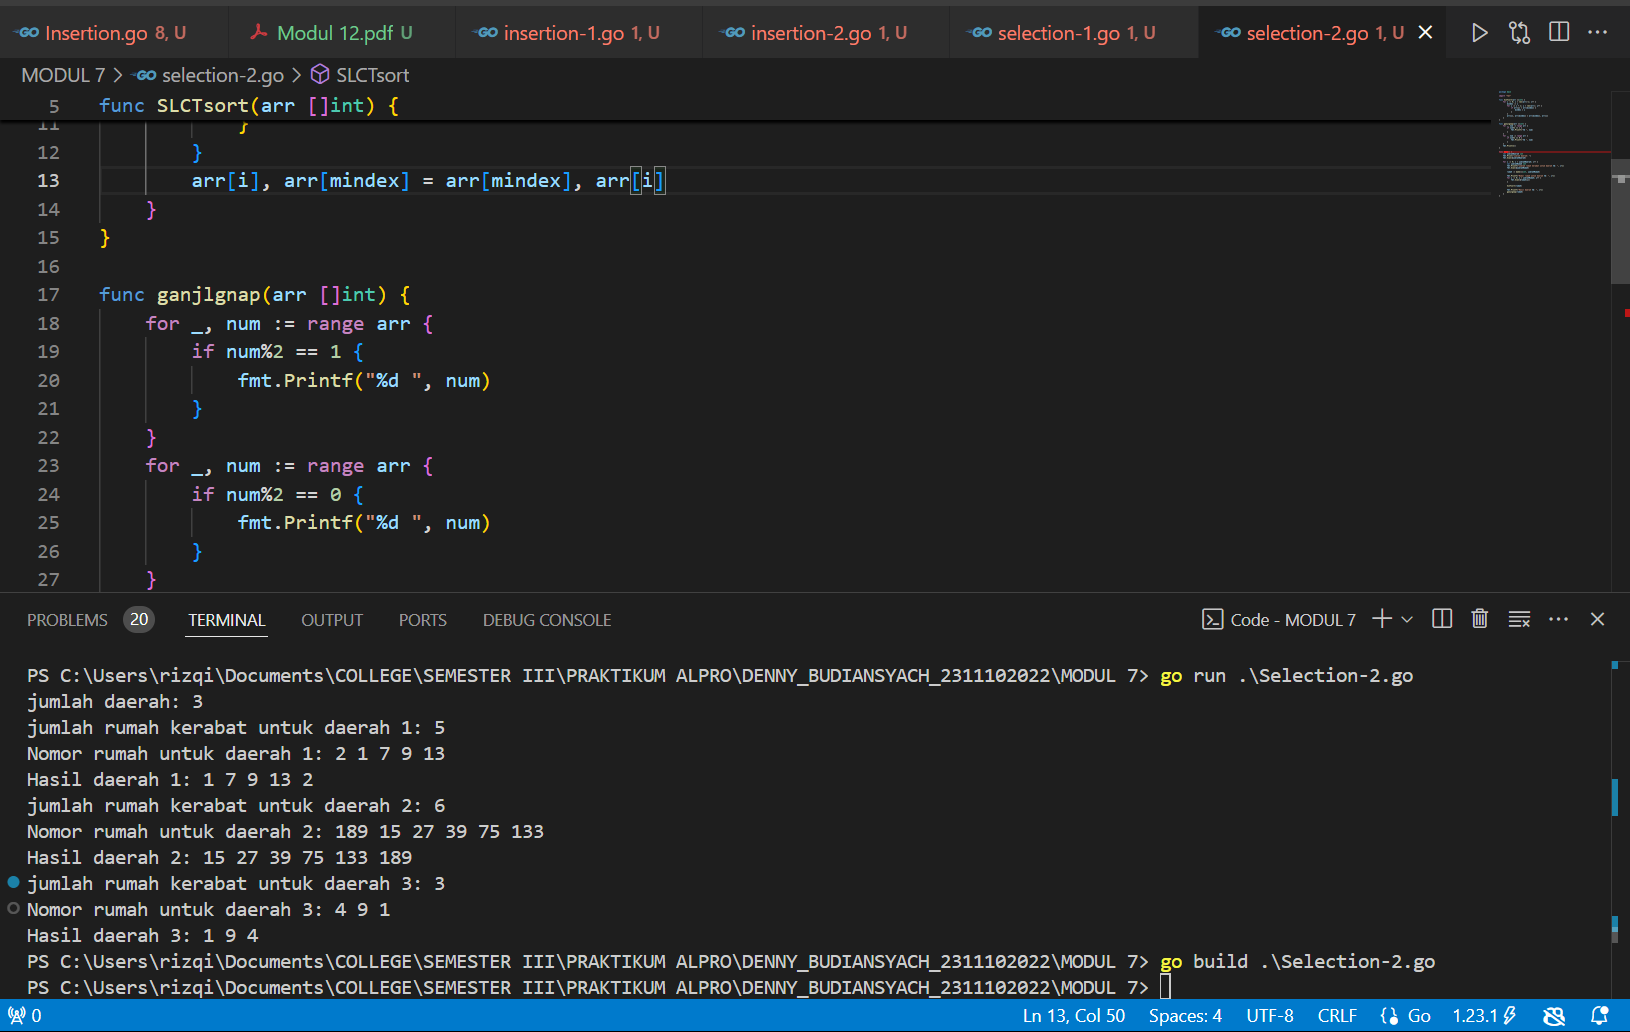 Insertion.go 8, U Modul 12.pdf U insertion-1.go 1, U insertion-2.go 1, U selection-1.go 1, U selection-2.go 1, U
MODUL 7 > selection-2.go > SLCTsort
5 func SLCTsort(arr []int) {
11 }
12 }
13 arr[i], arr[mindex] = arr[mindex], arr[i]
14 }
15 }
16
17 func ganjlgnap(arr []int) {
18 for _, num := range arr {
19 if num%2 == 1 {
20 fmt.Printf("%d ", num)
21 }
22 }
23 for _, num := range arr {
24 if num%2 == 0 {
25 fmt.Printf("%d ", num)
26 }
27 }
PROBLEMS 20 TERMINAL OUTPUT PORTS DEBUG CONSOLE Code - MODUL 7
PS C:\Users\rizqi\Documents\COLLEGE\SEMESTER III\PRAKTIKUM ALPRO\DENNY_BUDIANSYACH_2311102022\MODUL 7> go run .\Selection-2.go
jumlah daerah: 3
jumlah rumah kerabat untuk daerah 1: 5
Nomor rumah untuk daerah 1: 2 1 7 9 13
Hasil daerah 1: 1 7 9 13 2
jumlah rumah kerabat untuk daerah 2: 6
Nomor rumah untuk daerah 2: 189 15 27 39 75 133
Hasil daerah 2: 15 27 39 75 133 189
jumlah rumah kerabat untuk daerah 3: 3
Nomor rumah untuk daerah 3: 4 9 1
Hasil daerah 3: 1 9 4
PS C:\Users\rizqi\Documents\COLLEGE\SEMESTER III\PRAKTIKUM ALPRO\DENNY_BUDIANSYACH_2311102022\MODUL 7> go build .\Selection-2.go
PS C:\Users\rizqi\Documents\COLLEGE\SEMESTER III\PRAKTIKUM ALPRO\DENNY_BUDIANSYACH_2311102022\MODUL 7>
0 Ln 13, Col 50 Spaces: 4 UTF-8 CRLF Go 1.23.1